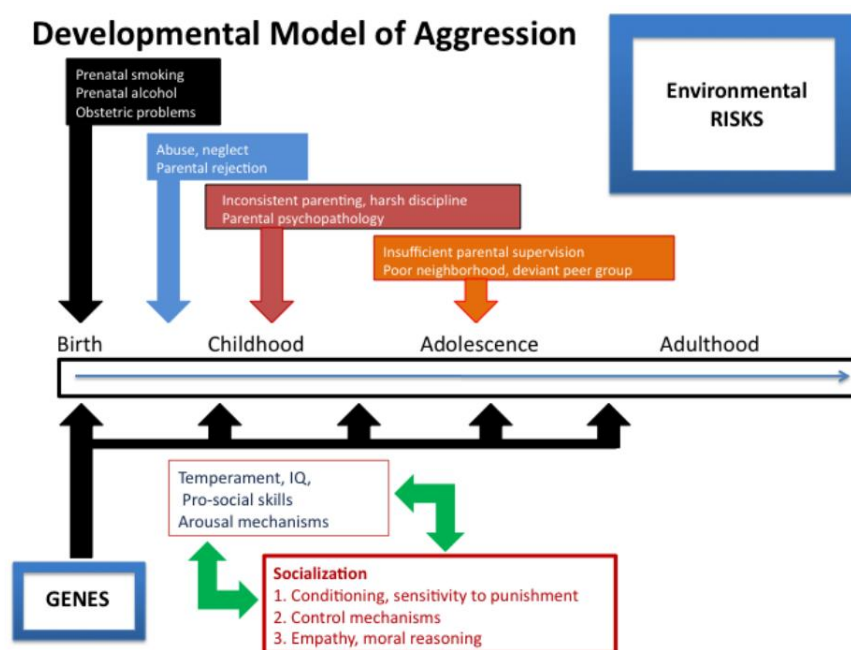 Developmental Model of Aggression
Environmental
RISKS
Prenatal smoking
Prenatal alcohol
Obstetric problems
Abuse, neglect
Parental rejection
Inconsistent parenting, harsh discipline
Parental psychopathology
Insufficient parental supervision
Poor neighborhood, deviant peer group
Birth
Childhood
Adolescence
Adulthood
Temperament, IQ,
Pro-social skills
Arousal mechanisms
GENES
Socialization
1. Conditioning, sensitivity to punishment
2. Control mechanisms
3. Empathy, moral reasoning